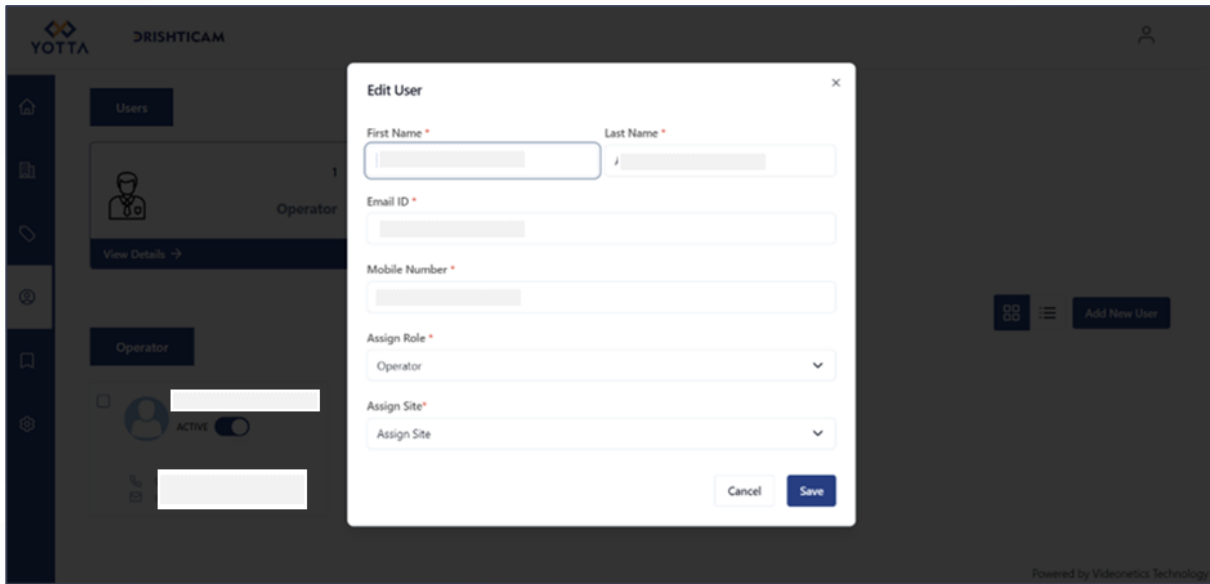 YOTTA
DRISHTICAM
Users
1
Operator
View Details →
Operator
ACTIVE
Add New User
Edit User
×
First Name *
Last Name *
Email ID *
Mobile Number *
Assign Role *
Operator
Assign Site*
Assign Site
Cancel
Save
Powered by Videonetics Technology